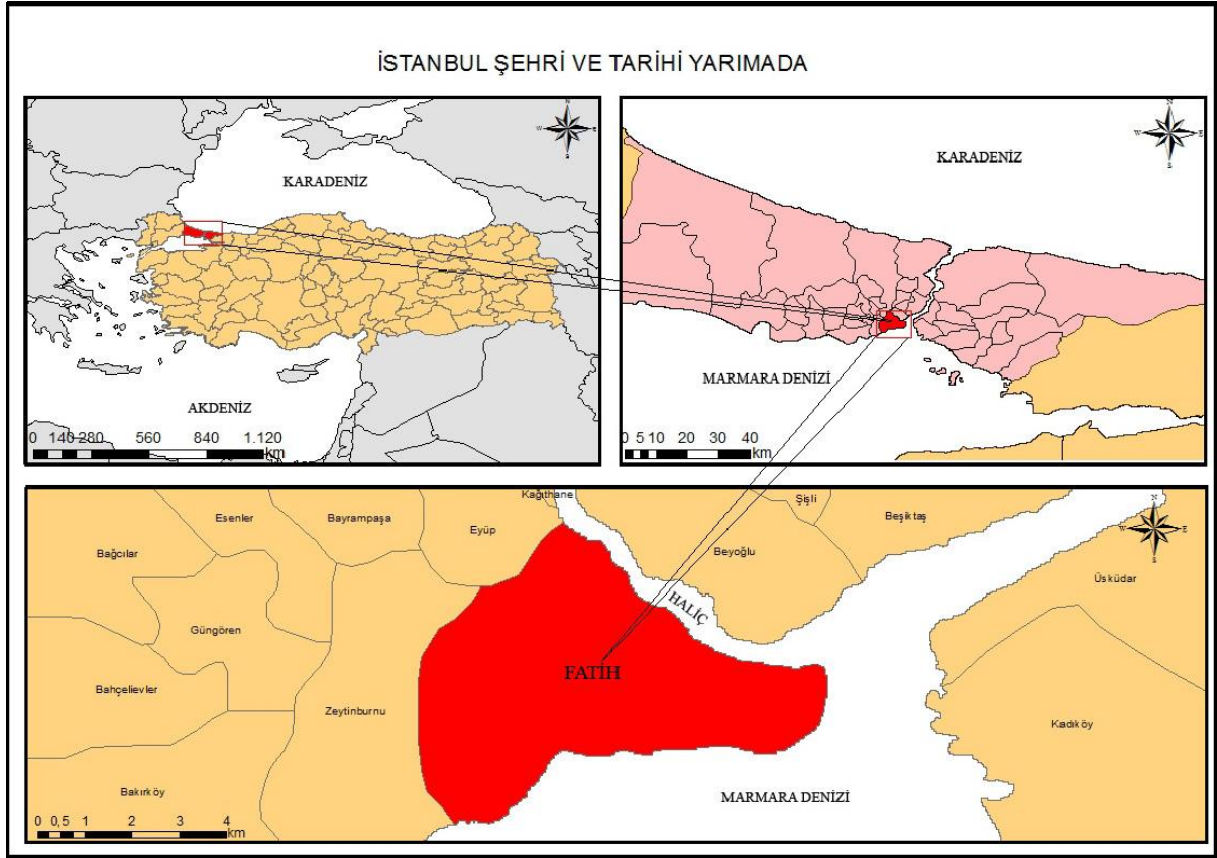 İSTANBUL ŞEHRİ VE TARİHİ YARIMADA
N
W E
S
KARADENİZ
AKDENİZ
0 140 280 560 840 1.120
km
N
W E
S
KARADENİZ
MARMARA DENİZİ
0 5 10 20 30 40
km
Kağıthane
Şişli
Esenler
Bayrampaşa
Eyüp
Beşiktaş
N
W E
S
Bağcılar
Beyoğlu
Üsküdar
HALİÇ
Güngören
FATİH
Bahçelievler
Zeytinburnu
Kadıköy
Bakırköy
MARMARA DENİZİ
0 0,5 1 2 3 4
km